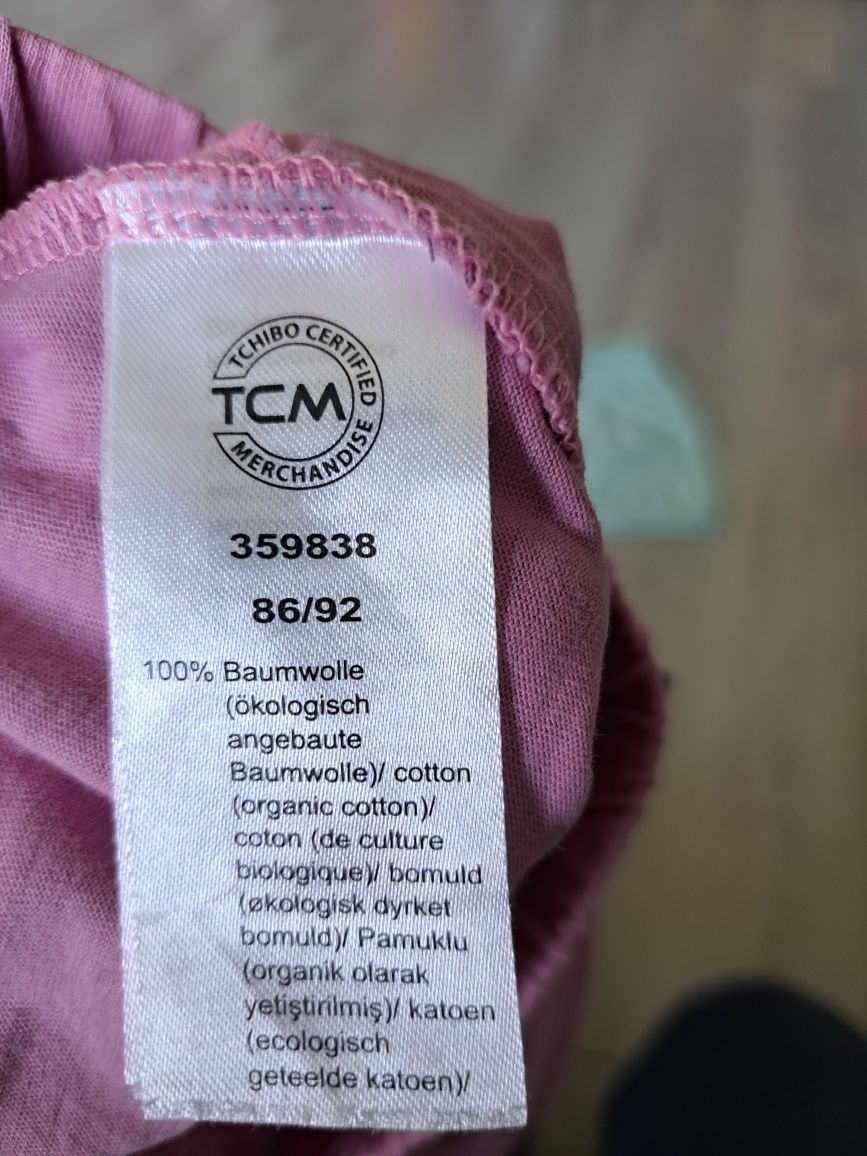 TCHIBO CERTIFIED
TCM
MERCHANDISE
359838
86/92
100% Baumwolle
(ökologisch
angebaute
Baumwolle)/ cotton
(organic cotton)/
coton (de culture
biologique)/ bomuld
(økologisk dyrket
bomuld)/ Pamuklu
(organik olarak
yetiştirilmiş)/ katoen
(ecologisch
geteelde katoen)/